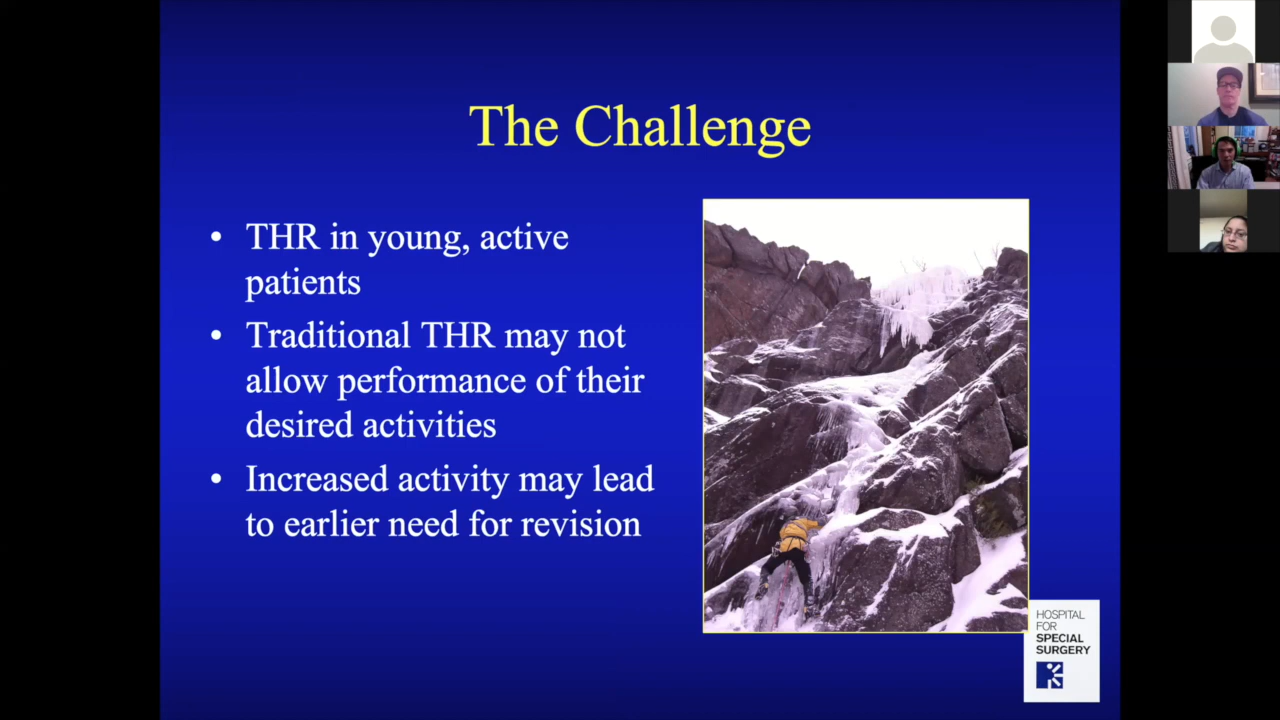 The Challenge
• THR in young, active
patients
• Traditional THR may not
allow performance of their
desired activities
• Increased activity may lead
to earlier need for revision
HOSPITAL
FOR
SPECIAL
SURGERY